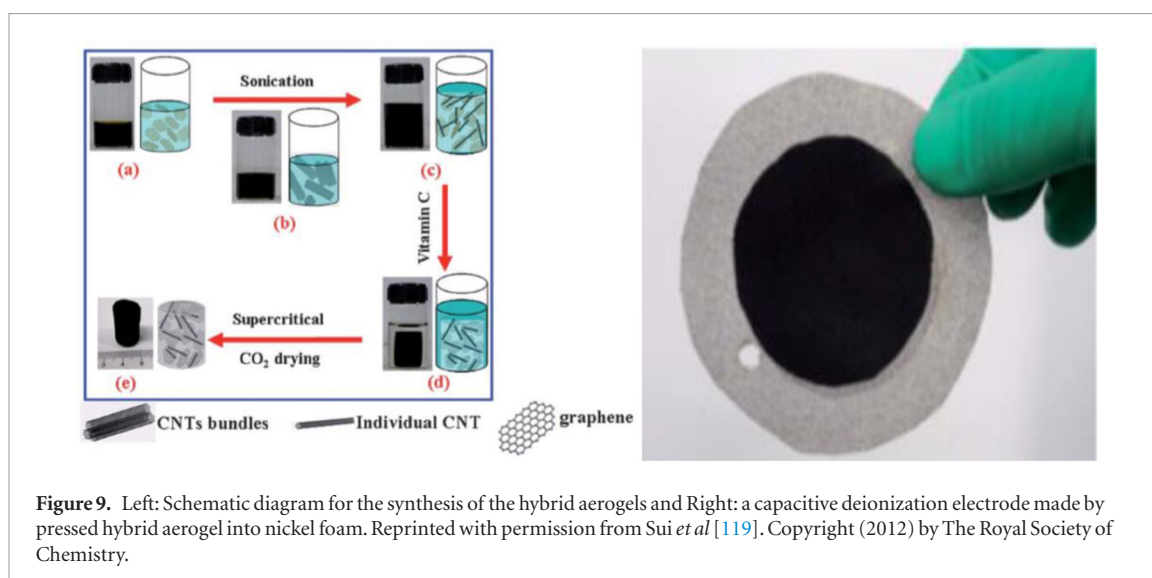 Sonication
(a)
(b)
(c)
Vitamin C
Supercritical
CO₂ drying
(d)
(e)
CNTs bundles
Individual CNT
graphene
Figure 9. Left: Schematic diagram for the synthesis of the hybrid aerogels and Right: a capacitive deionization electrode made by
pressed hybrid aerogel into nickel foam. Reprinted with permission from Sui et al [119]. Copyright (2012) by The Royal Society of
Chemistry.